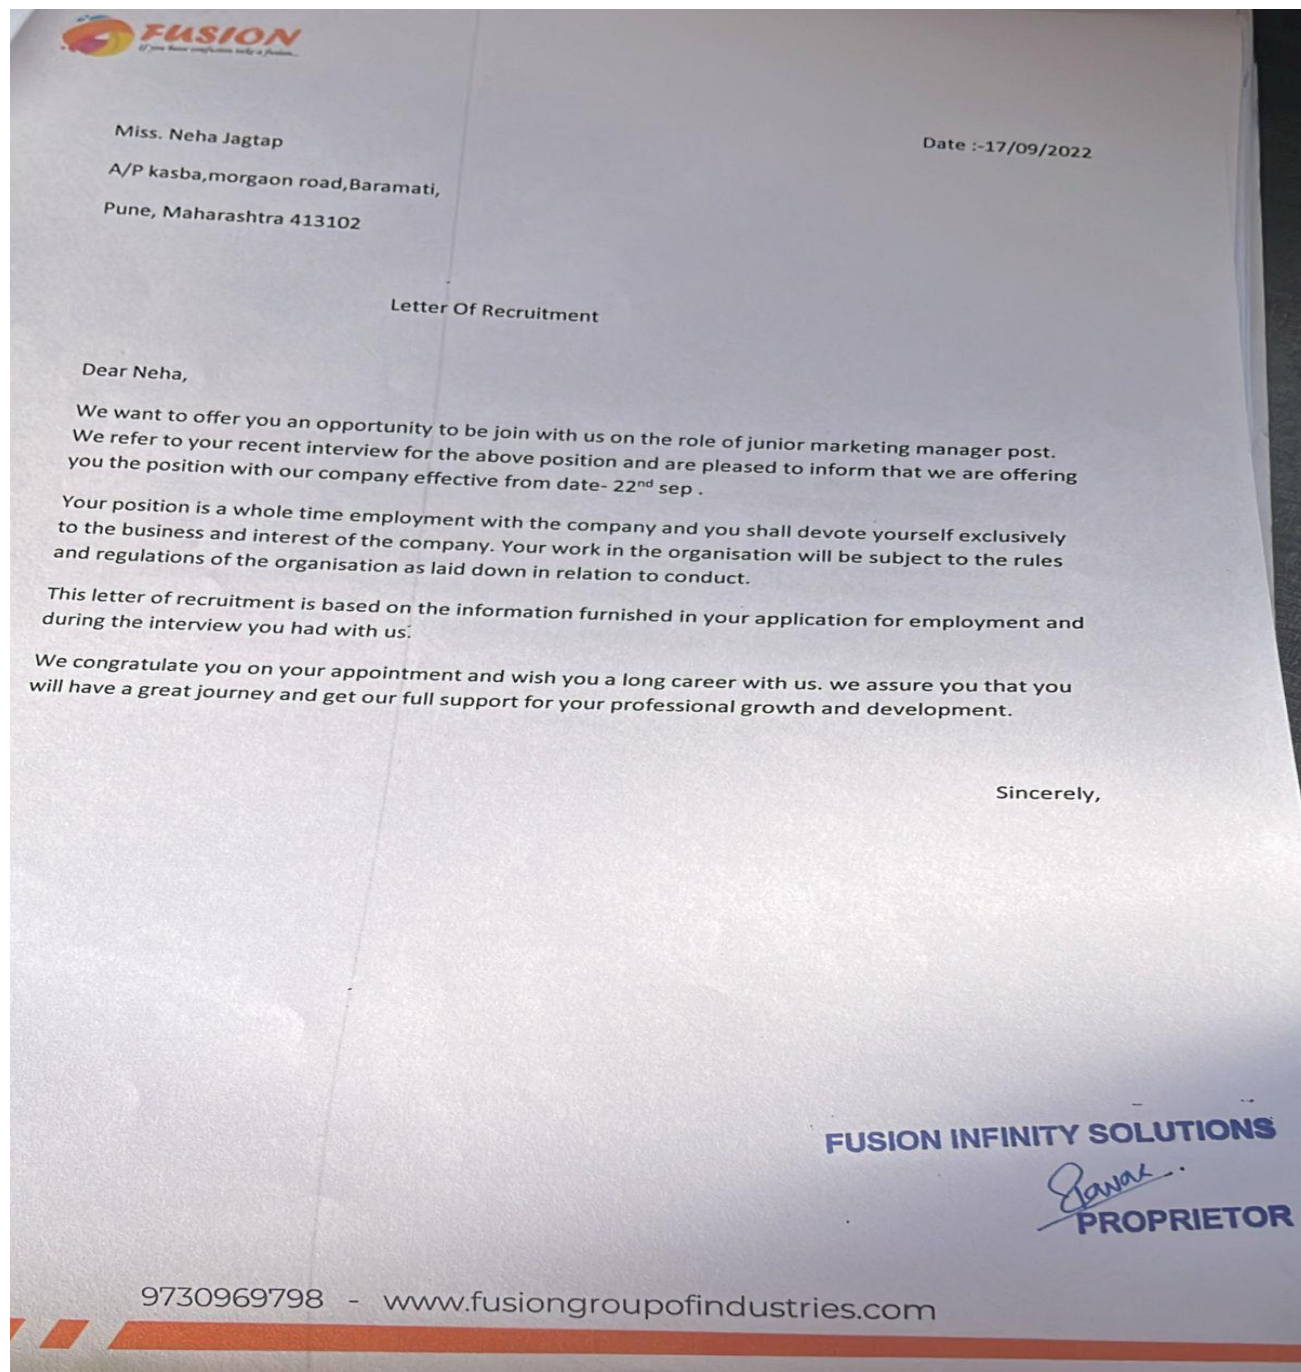 FUSION
If you have confusion take a fusion...
Miss. Neha Jagtap
Date :-17/09/2022
A/P kasba,morgaon road,Baramati,
Pune, Maharashtra 413102
Letter Of Recruitment
Dear Neha,
We want to offer you an opportunity to be join with us on the role of junior marketing manager post.
We refer to your recent interview for the above position and are pleased to inform that we are offering
you the position with our company effective from date- 22nd sep .
Your position is a whole time employment with the company and you shall devote yourself exclusively
to the business and interest of the company. Your work in the organisation will be subject to the rules
and regulations of the organisation as laid down in relation to conduct.
This letter of recruitment is based on the information furnished in your application for employment and
during the interview you had with us.
We congratulate you on your appointment and wish you a long career with us. we assure you that you
will have a great journey and get our full support for your professional growth and development.
Sincerely,
FUSION INFINITY SOLUTIONS
PROPRIETOR
9730969798 - www.fusiongroupofindustries.com